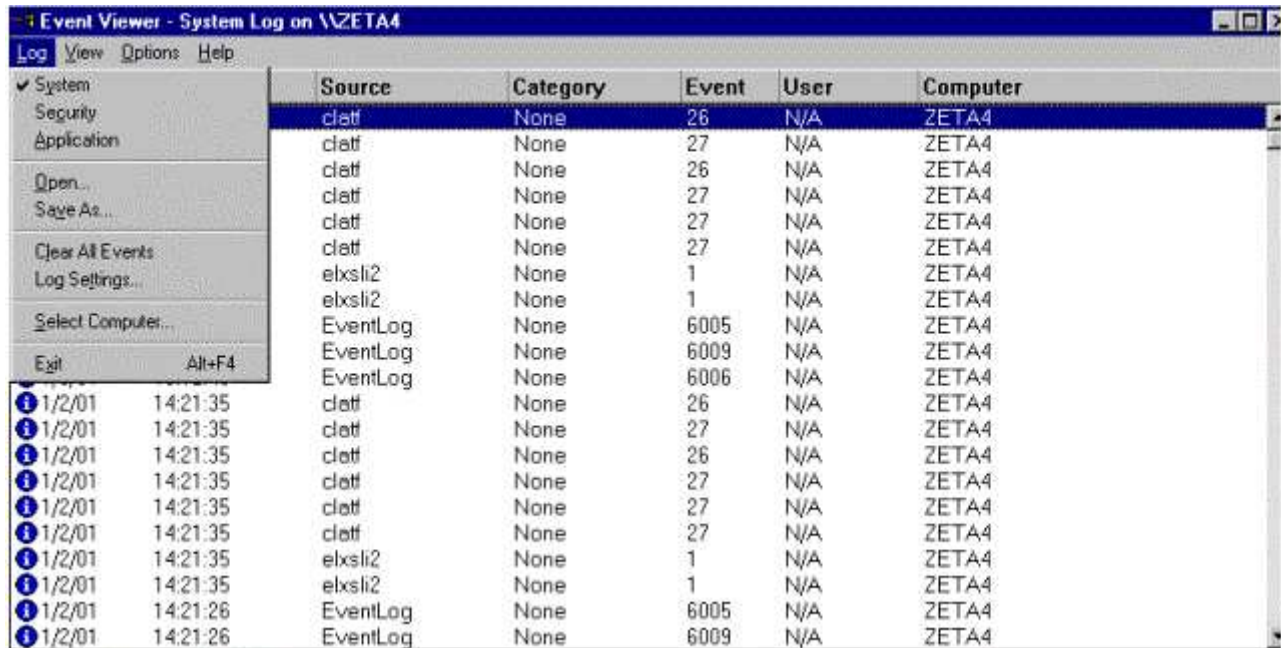 Event Viewer - System Log on \\ZETA4
Log View Options Help
✔ System
Security
Application
Open...
Save As...
Clear All Events
Log Settings...
Select Computer...
Exit Alt+F4
Source Category Event User Computer
clatf None 26 N/A ZETA4
clatf None 27 N/A ZETA4
clatf None 26 N/A ZETA4
clatf None 27 N/A ZETA4
clatf None 27 N/A ZETA4
clatf None 27 N/A ZETA4
elxsli2 None 1 N/A ZETA4
elxsli2 None 1 N/A ZETA4
EventLog None 6005 N/A ZETA4
EventLog None 6009 N/A ZETA4
EventLog None 6006 N/A ZETA4
1/2/01 14:21:35 clatf None 26 N/A ZETA4
1/2/01 14:21:35 clatf None 27 N/A ZETA4
1/2/01 14:21:35 clatf None 26 N/A ZETA4
1/2/01 14:21:35 clatf None 27 N/A ZETA4
1/2/01 14:21:35 clatf None 27 N/A ZETA4
1/2/01 14:21:35 clatf None 27 N/A ZETA4
1/2/01 14:21:35 elxsli2 None 1 N/A ZETA4
1/2/01 14:21:35 elxsli2 None 1 N/A ZETA4
1/2/01 14:21:26 EventLog None 6005 N/A ZETA4
1/2/01 14:21:26 EventLog None 6009 N/A ZETA4